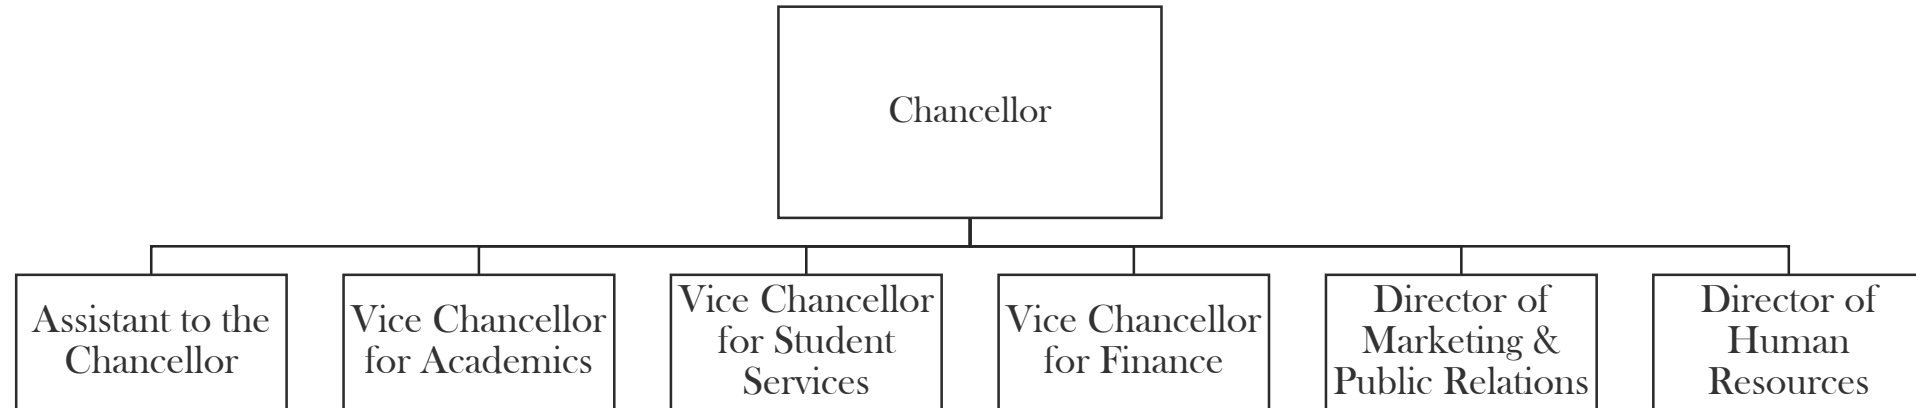 Chancellor
Assistant to the
Chancellor
Vice Chancellor
for Academics
Vice Chancellor
for Student
Services
Vice Chancellor
for Finance
Director of
Marketing &
Public Relations
Director of
Human
Resources